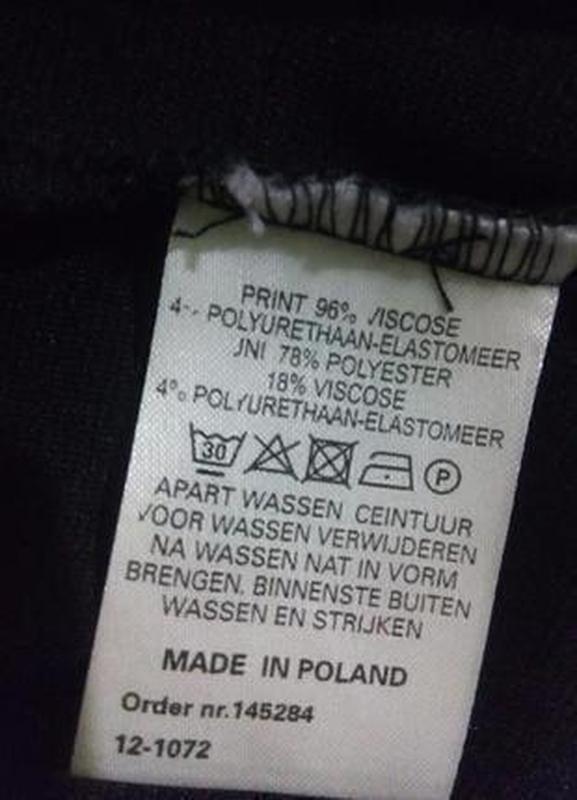 PRINT 96% VISCOSE
4% POLYURETHAAN-ELASTOMEER
UNI 78% POLYESTER
18% VISCOSE
4% POLYURETHAAN-ELASTOMEER
30 P
APART WASSEN CEINTUUR
VOOR WASSEN VERWIJDEREN
NA WASSEN NAT IN VORM
BRENGEN. BINNENSTE BUITEN
WASSEN EN STRIJKEN
MADE IN POLAND
Order nr.145284
12-1072